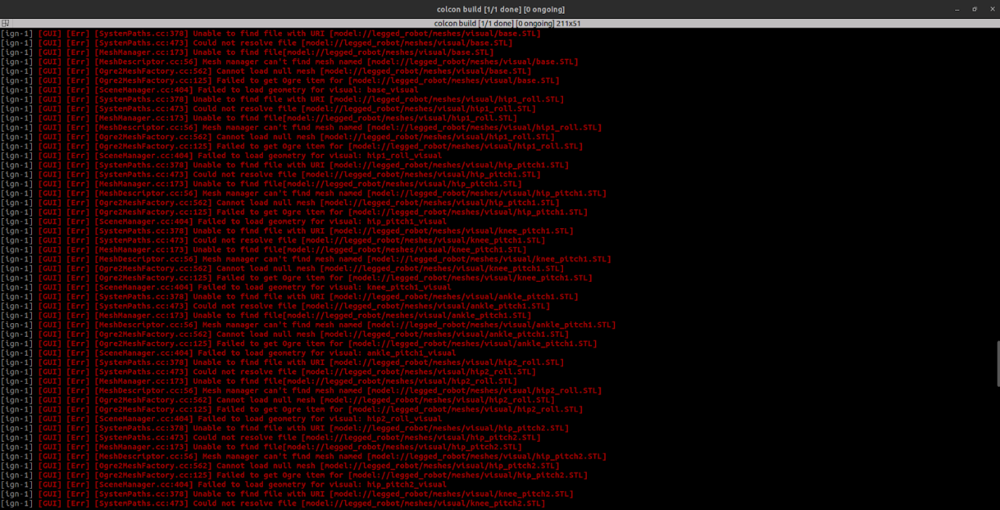 colcon build [1/1 done] [0 ongoing]
colcon build [1/1 done] [0 ongoing] 211x51
[ign-1] [GUI] [Err] [SystemPaths.cc:378] Unable to find file with URI [model://legged_robot/meshes/visual/base.STL]
[ign-1] [GUI] [Err] [SystemPaths.cc:473] Could not resolve file [model://legged_robot/meshes/visual/base.STL]
[ign-1] [GUI] [Err] [MeshManager.cc:173] Unable to find file[model://legged_robot/meshes/visual/base.STL]
[ign-1] [GUI] [Err] [MeshDescriptor.cc:56] Mesh manager can't find mesh named [model://legged_robot/meshes/visual/base.STL]
[ign-1] [GUI] [Err] [Ogre2MeshFactory.cc:562] Cannot load null mesh [model://legged_robot/meshes/visual/base.STL]
[ign-1] [GUI] [Err] [Ogre2MeshFactory.cc:125] Failed to get Ogre item for [model://legged_robot/meshes/visual/base.STL]
[ign-1] [GUI] [Err] [SceneManager.cc:404] Failed to load geometry for visual: base_visual
[ign-1] [GUI] [Err] [SystemPaths.cc:378] Unable to find file with URI [model://legged_robot/meshes/visual/hip1_roll.STL]
[ign-1] [GUI] [Err] [SystemPaths.cc:473] Could not resolve file [model://legged_robot/meshes/visual/hip1_roll.STL]
[ign-1] [GUI] [Err] [MeshManager.cc:173] Unable to find file[model://legged_robot/meshes/visual/hip1_roll.STL]
[ign-1] [GUI] [Err] [MeshDescriptor.cc:56] Mesh manager can't find mesh named [model://legged_robot/meshes/visual/hip1_roll.STL]
[ign-1] [GUI] [Err] [Ogre2MeshFactory.cc:562] Cannot load null mesh [model://legged_robot/meshes/visual/hip1_roll.STL]
[ign-1] [GUI] [Err] [Ogre2MeshFactory.cc:125] Failed to get Ogre item for [model://legged_robot/meshes/visual/hip1_roll.STL]
[ign-1] [GUI] [Err] [SceneManager.cc:404] Failed to load geometry for visual: hip1_roll_visual
[ign-1] [GUI] [Err] [SystemPaths.cc:378] Unable to find file with URI [model://legged_robot/meshes/visual/hip_pitch1.STL]
[ign-1] [GUI] [Err] [SystemPaths.cc:473] Could not resolve file [model://legged_robot/meshes/visual/hip_pitch1.STL]
[ign-1] [GUI] [Err] [MeshManager.cc:173] Unable to find file[model://legged_robot/meshes/visual/hip_pitch1.STL]
[ign-1] [GUI] [Err] [MeshDescriptor.cc:56] Mesh manager can't find mesh named [model://legged_robot/meshes/visual/hip_pitch1.STL]
[ign-1] [GUI] [Err] [Ogre2MeshFactory.cc:562] Cannot load null mesh [model://legged_robot/meshes/visual/hip_pitch1.STL]
[ign-1] [GUI] [Err] [Ogre2MeshFactory.cc:125] Failed to get Ogre item for [model://legged_robot/meshes/visual/hip_pitch1.STL]
[ign-1] [GUI] [Err] [SceneManager.cc:404] Failed to load geometry for visual: hip_pitch1_visual
[ign-1] [GUI] [Err] [SystemPaths.cc:378] Unable to find file with URI [model://legged_robot/meshes/visual/knee_pitch1.STL]
[ign-1] [GUI] [Err] [SystemPaths.cc:473] Could not resolve file [model://legged_robot/meshes/visual/knee_pitch1.STL]
[ign-1] [GUI] [Err] [MeshManager.cc:173] Unable to find file[model://legged_robot/meshes/visual/knee_pitch1.STL]
[ign-1] [GUI] [Err] [MeshDescriptor.cc:56] Mesh manager can't find mesh named [model://legged_robot/meshes/visual/knee_pitch1.STL]
[ign-1] [GUI] [Err] [Ogre2MeshFactory.cc:562] Cannot load null mesh [model://legged_robot/meshes/visual/knee_pitch1.STL]
[ign-1] [GUI] [Err] [Ogre2MeshFactory.cc:125] Failed to get Ogre item for [model://legged_robot/meshes/visual/knee_pitch1.STL]
[ign-1] [GUI] [Err] [SceneManager.cc:404] Failed to load geometry for visual: knee_pitch1_visual
[ign-1] [GUI] [Err] [SystemPaths.cc:378] Unable to find file with URI [model://legged_robot/meshes/visual/ankle_pitch1.STL]
[ign-1] [GUI] [Err] [SystemPaths.cc:473] Could not resolve file [model://legged_robot/meshes/visual/ankle_pitch1.STL]
[ign-1] [GUI] [Err] [MeshManager.cc:173] Unable to find file[model://legged_robot/meshes/visual/ankle_pitch1.STL]
[ign-1] [GUI] [Err] [MeshDescriptor.cc:56] Mesh manager can't find mesh named [model://legged_robot/meshes/visual/ankle_pitch1.STL]
[ign-1] [GUI] [Err] [Ogre2MeshFactory.cc:562] Cannot load null mesh [model://legged_robot/meshes/visual/ankle_pitch1.STL]
[ign-1] [GUI] [Err] [Ogre2MeshFactory.cc:125] Failed to get Ogre item for [model://legged_robot/meshes/visual/ankle_pitch1.STL]
[ign-1] [GUI] [Err] [SceneManager.cc:404] Failed to load geometry for visual: ankle_pitch1_visual
[ign-1] [GUI] [Err] [SystemPaths.cc:378] Unable to find file with URI [model://legged_robot/meshes/visual/hip2_roll.STL]
[ign-1] [GUI] [Err] [SystemPaths.cc:473] Could not resolve file [model://legged_robot/meshes/visual/hip2_roll.STL]
[ign-1] [GUI] [Err] [MeshManager.cc:173] Unable to find file[model://legged_robot/meshes/visual/hip2_roll.STL]
[ign-1] [GUI] [Err] [MeshDescriptor.cc:56] Mesh manager can't find mesh named [model://legged_robot/meshes/visual/hip2_roll.STL]
[ign-1] [GUI] [Err] [Ogre2MeshFactory.cc:562] Cannot load null mesh [model://legged_robot/meshes/visual/hip2_roll.STL]
[ign-1] [GUI] [Err] [Ogre2MeshFactory.cc:125] Failed to get Ogre item for [model://legged_robot/meshes/visual/hip2_roll.STL]
[ign-1] [GUI] [Err] [SceneManager.cc:404] Failed to load geometry for visual: hip2_roll_visual
[ign-1] [GUI] [Err] [SystemPaths.cc:378] Unable to find file with URI [model://legged_robot/meshes/visual/hip_pitch2.STL]
[ign-1] [GUI] [Err] [SystemPaths.cc:473] Could not resolve file [model://legged_robot/meshes/visual/hip_pitch2.STL]
[ign-1] [GUI] [Err] [MeshManager.cc:173] Unable to find file[model://legged_robot/meshes/visual/hip_pitch2.STL]
[ign-1] [GUI] [Err] [MeshDescriptor.cc:56] Mesh manager can't find mesh named [model://legged_robot/meshes/visual/hip_pitch2.STL]
[ign-1] [GUI] [Err] [Ogre2MeshFactory.cc:562] Cannot load null mesh [model://legged_robot/meshes/visual/hip_pitch2.STL]
[ign-1] [GUI] [Err] [Ogre2MeshFactory.cc:125] Failed to get Ogre item for [model://legged_robot/meshes/visual/hip_pitch2.STL]
[ign-1] [GUI] [Err] [SceneManager.cc:404] Failed to load geometry for visual: hip_pitch2_visual
[ign-1] [GUI] [Err] [SystemPaths.cc:378] Unable to find file with URI [model://legged_robot/meshes/visual/knee_pitch2.STL]
[ign-1] [GUI] [Err] [SystemPaths.cc:473] Could not resolve file [model://legged_robot/meshes/visual/knee_pitch2.STL]